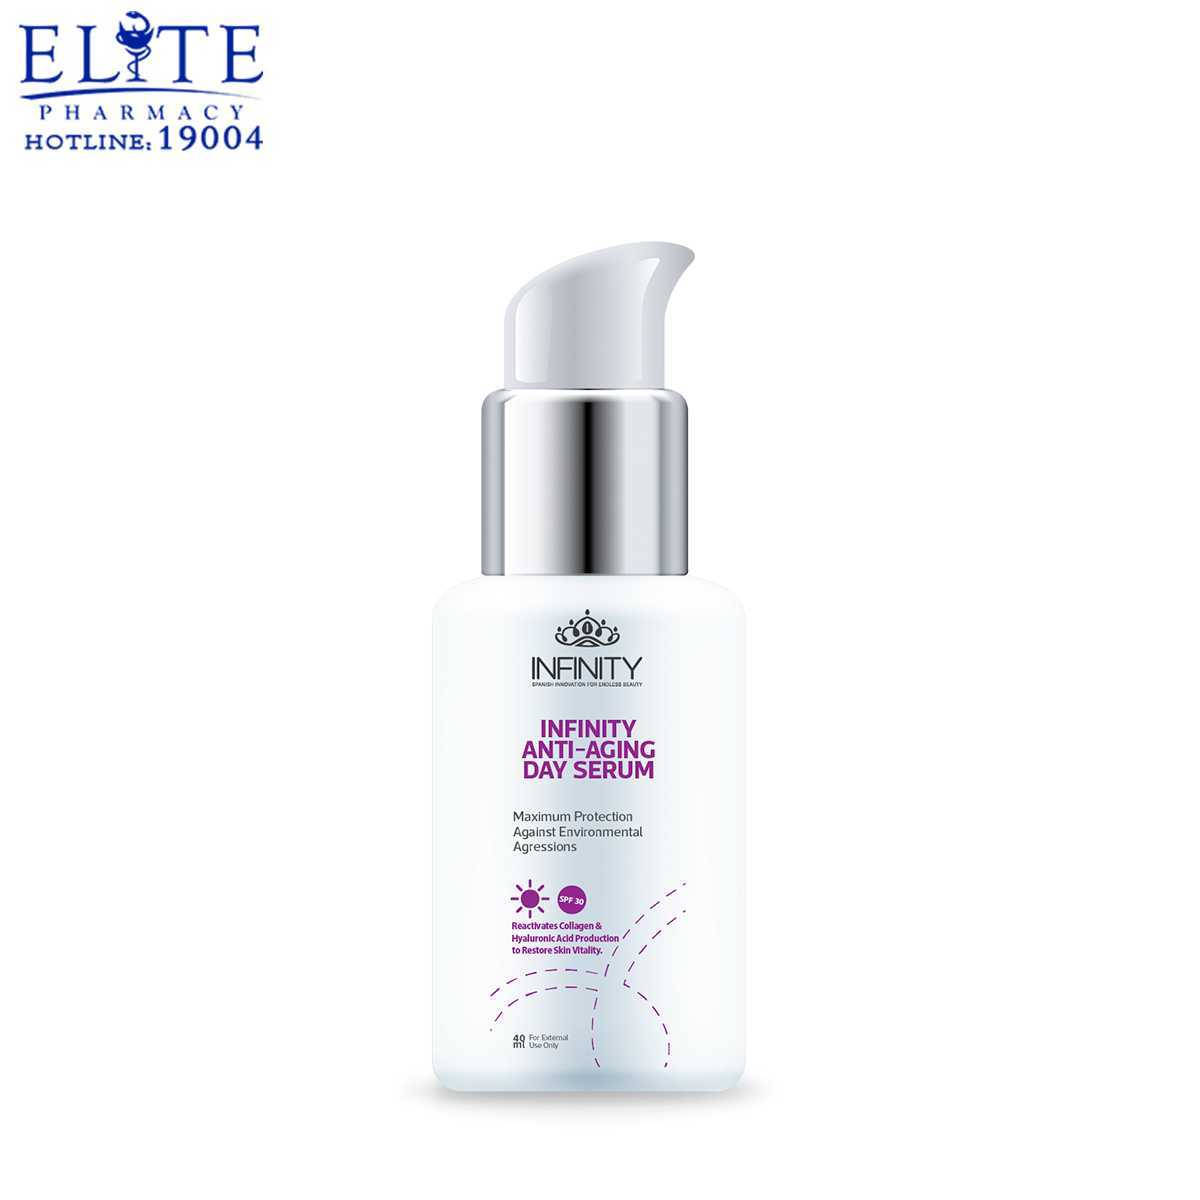 ELITE
PHARMACY
HOTLINE: 19004
INFINITY
SPANISH INNOVATION FOR ENDLESS BEAUTY
INFINITY
ANTI-AGING
DAY SERUM
Maximum Protection
Against Environmental
Agressions
SPF 30
Reactivates Collagen &
Hyaluronic Acid Production
to Restore Skin Vitality.
40 ml For External
Use Only